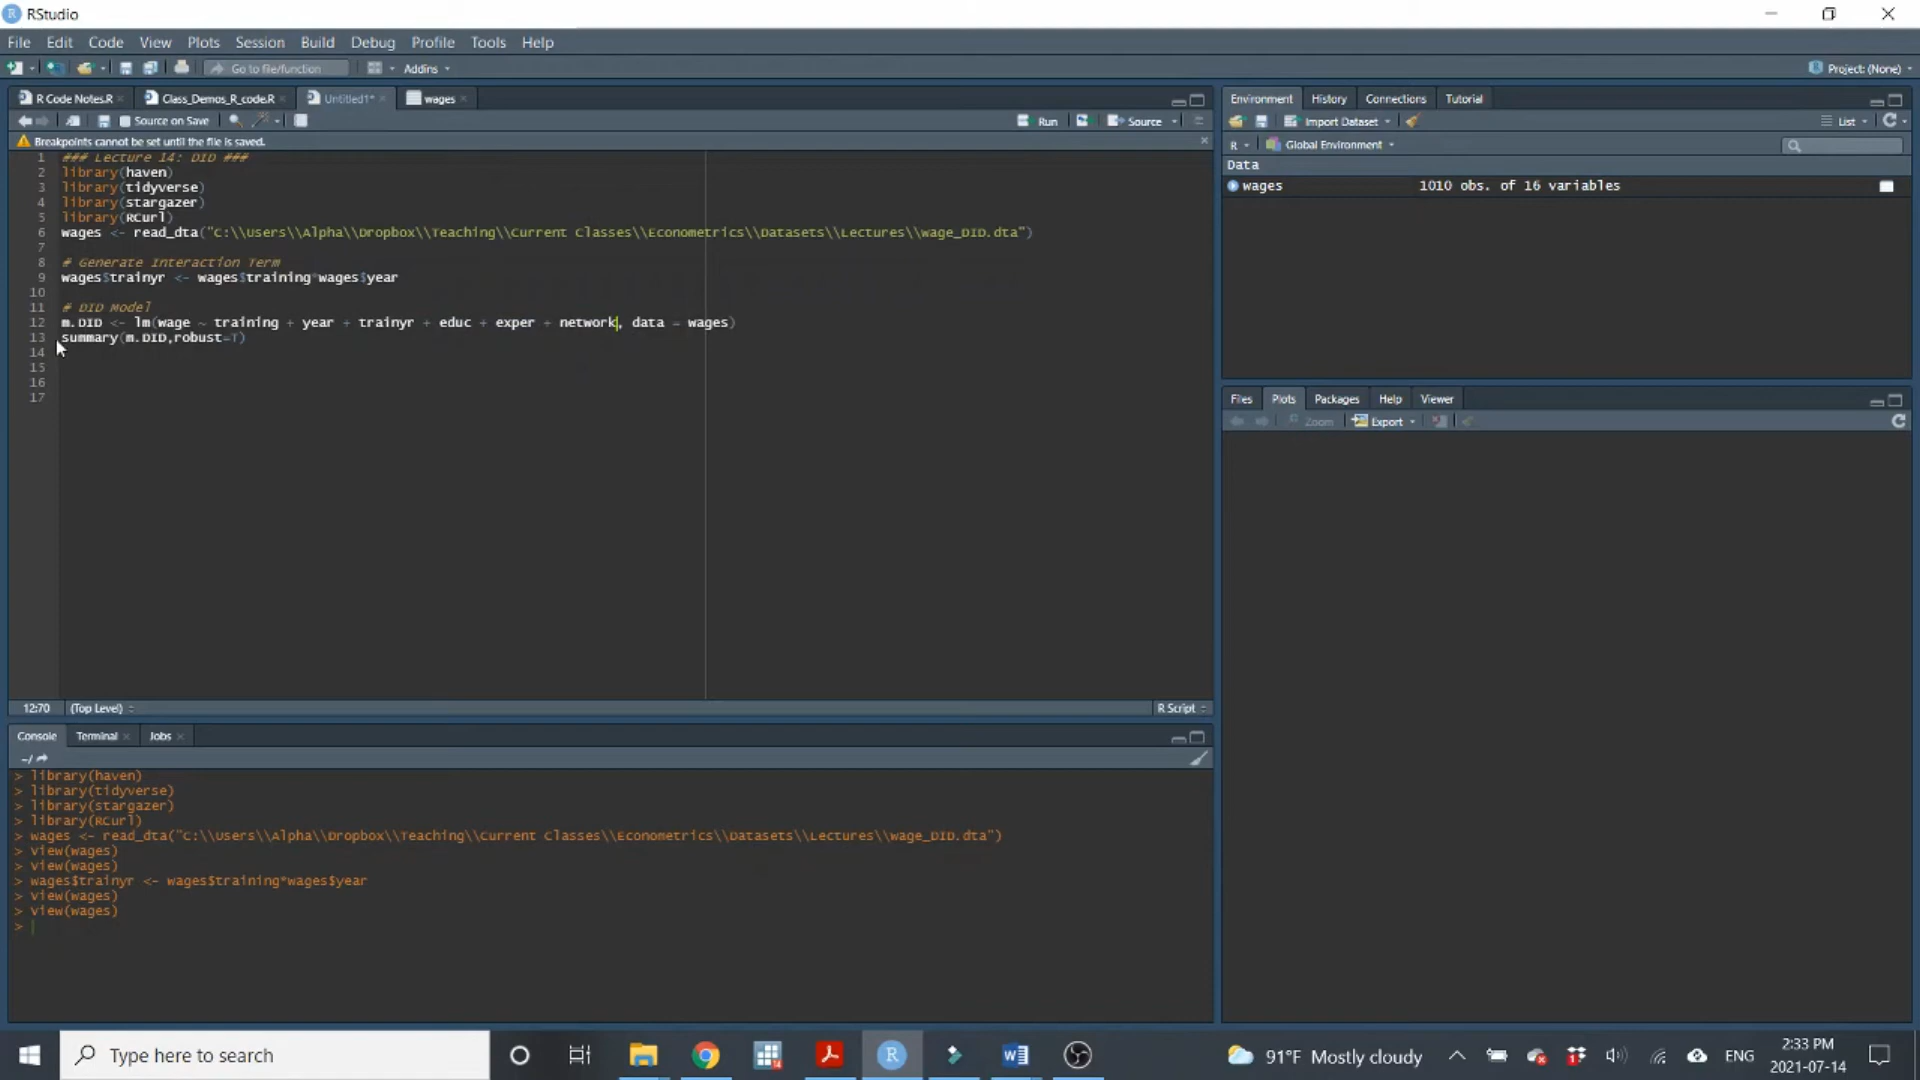 RStudio
File Edit Code View Plots Session Build Debug Profile Tools Help
Go to file/function Addins Project: (None)
R Code Notes.R Class_Demos_R_code.R Untitled1* wages
Source on Save Run Source
Breakpoints cannot be set until the file is saved.
1 ### Lecture 14: DID ###
2 library(haven)
3 library(tidyverse)
4 library(stargazer)
5 library(RCurl)
6 wages <- read_dta("C:\\Users\\Alpha\\Dropbox\\Teaching\\Current Classes\\Econometrics\\Datasets\\Lectures\\wage_DID.dta")
7
8 # Generate Interaction Term
9 wages$trainyr <- wages$training*wages$year
10
11 # DID Model
12 m.DID <- lm(wage ~ training + year + trainyr + educ + exper + network, data = wages)
13 summary(m.DID,robust=T)
14
15
16
17
12:70 (Top Level) R Script
Console Terminal Jobs
~/
> library(haven)
> library(tidyverse)
> library(stargazer)
> library(RCurl)
> wages <- read_dta("C:\\Users\\Alpha\\Dropbox\\Teaching\\Current Classes\\Econometrics\\Datasets\\Lectures\\wage_DID.dta")
> view(wages)
> view(wages)
> wages$trainyr <- wages$training*wages$year
> view(wages)
> view(wages)
>
Environment History Connections Tutorial
Import Dataset List
R Global Environment
Data
wages 1010 obs. of 16 variables
Files Plots Packages Help Viewer
Zoom Export
Type here to search
91°F Mostly cloudy ENG
2:33 PM
2021-07-14